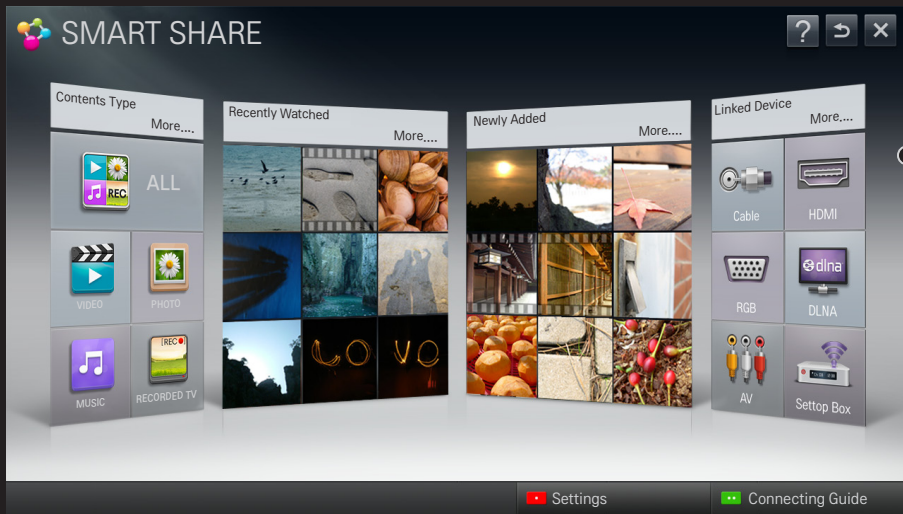 SMART SHARE
?
Contents Type
More....
ALL
REC
VIDEO
PHOTO
MUSIC
[REC●]
RECORDED TV
Recently Watched
More....
LOVO
Newly Added
More....
Linked Device
More....
Cable
HDMI
RGB
dlna
DLNA
AV
Settop Box
Settings
Connecting Guide